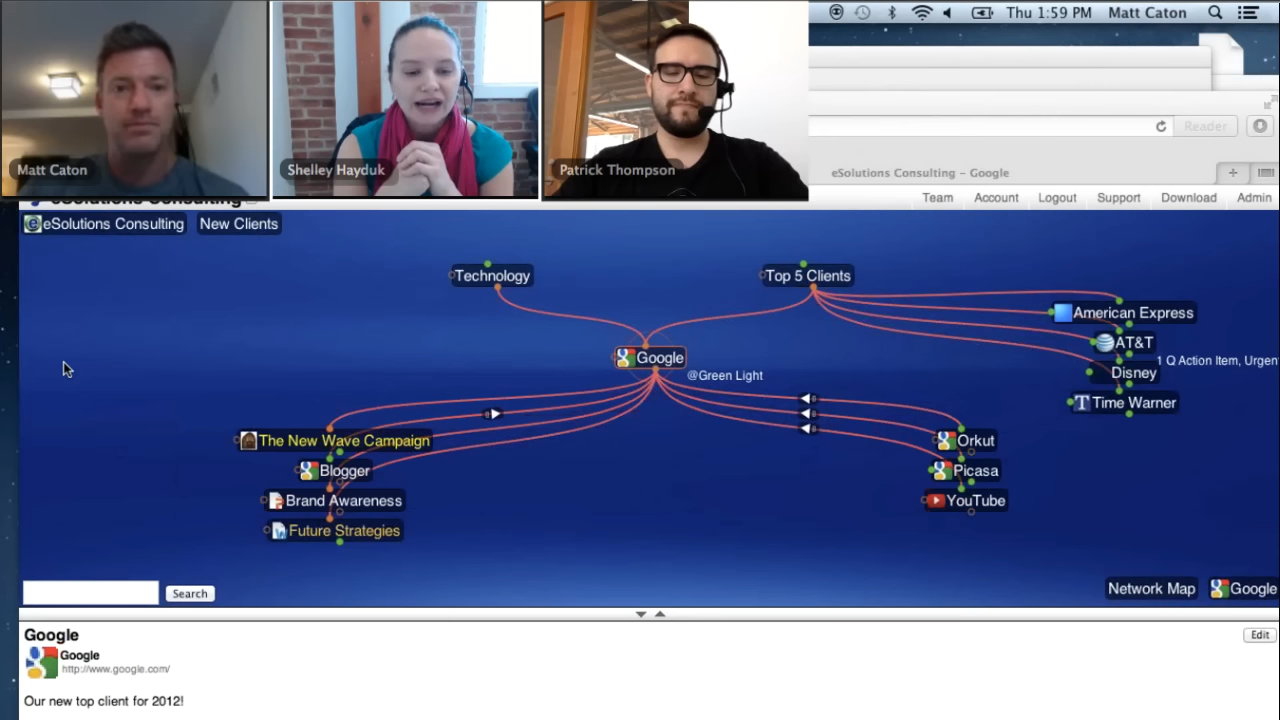 Thu 1:59 PM Matt Caton
Matt Caton
Shelley Hayduk
Patrick Thompson
Reader
eSolutions Consulting – Google
eSolutions Consulting
Team Account Logout Support Download Admin
eSolutions Consulting New Clients
Technology
Top 5 Clients
American Express
AT&T
1 Q Action Item, Urgen
Disney
Time Warner
Google
@Green Light
The New Wave Campaign
Blogger
Brand Awareness
Future Strategies
Orkut
Picasa
YouTube
Search
Network Map Google
Google
Edit
Google
http://www.google.com/
Our new top client for 2012!